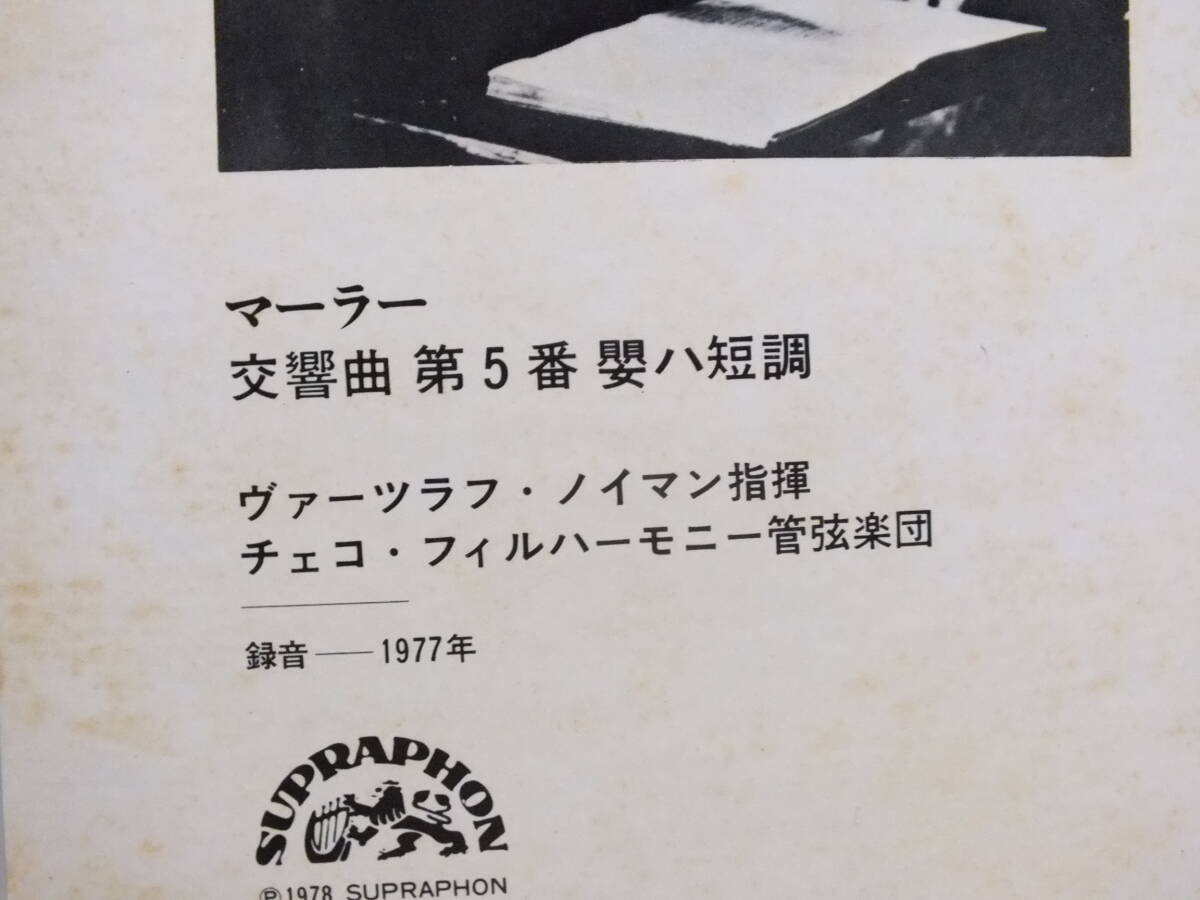 マーラー
交響曲 第5番 嬰ハ短調
ヴァーツラフ・ノイマン指揮
チェコ・フィルハーモニー管弦楽団
録音──1977年
SUPRAPHON
Ⓟ1978 SUPRAPHON